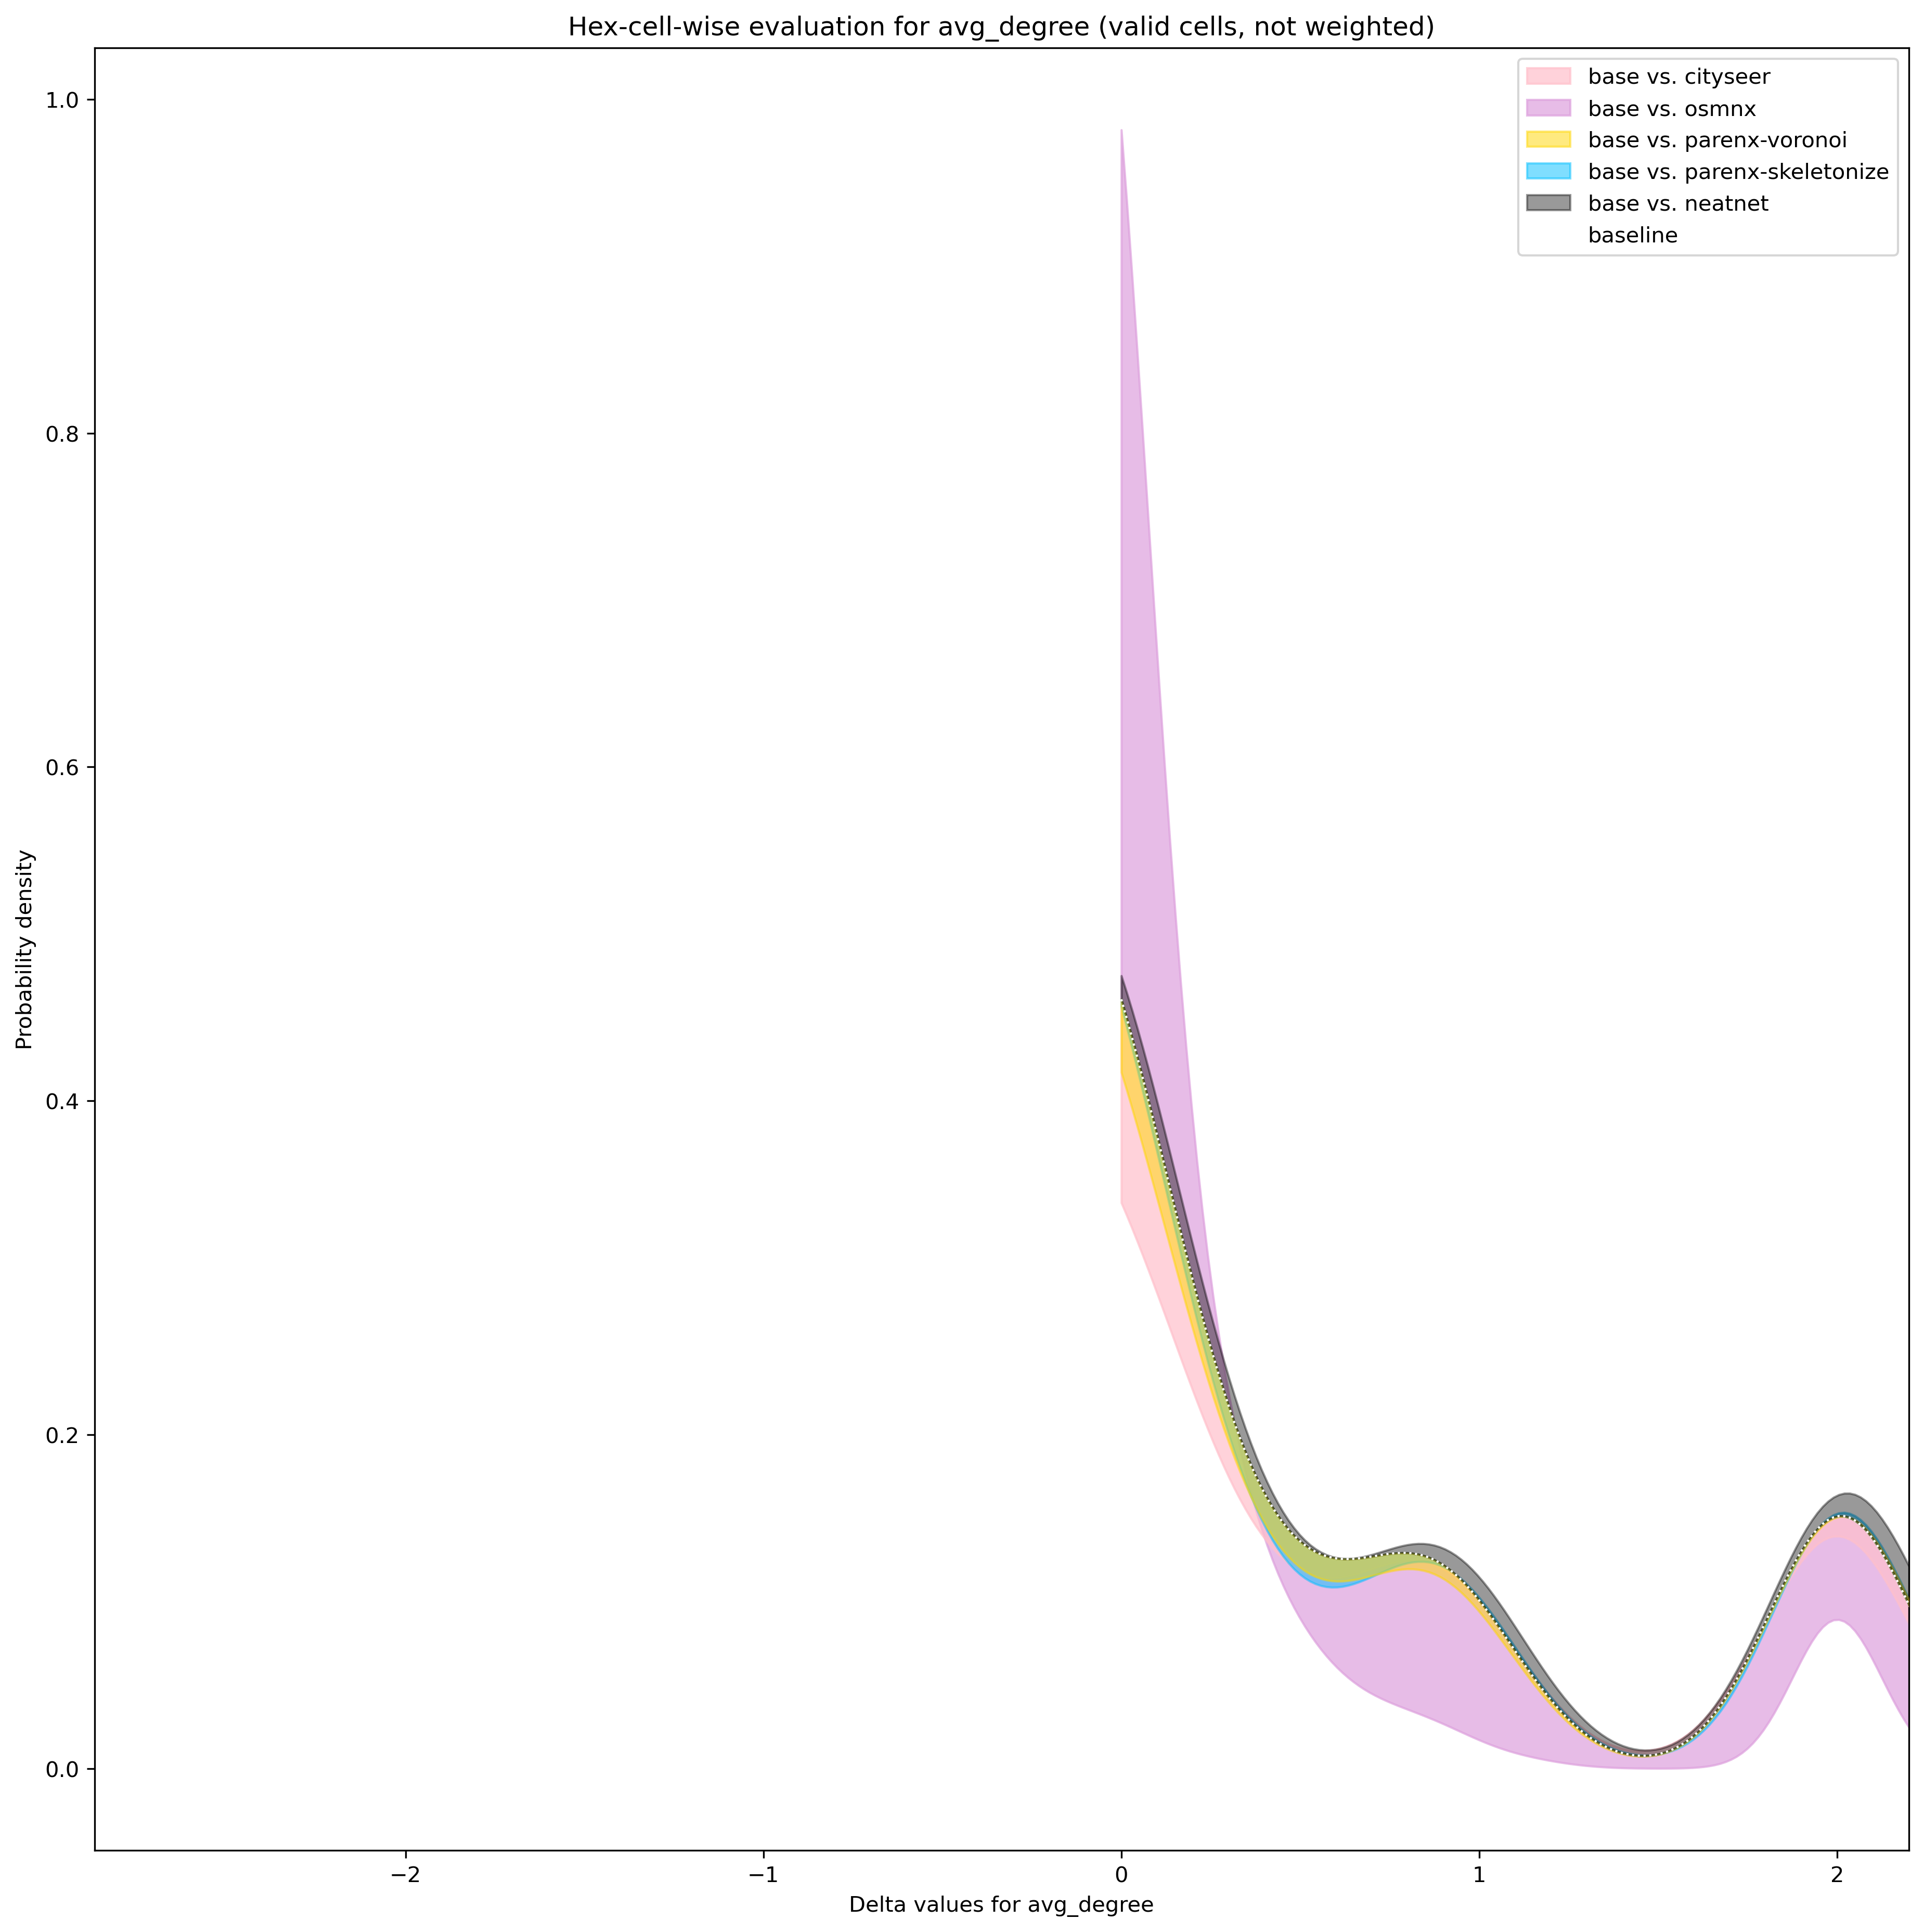 Hex-cell-wise evaluation for avg_degree (valid cells, not weighted)
base vs. cityseer
base vs. osmnx
base vs. parenx-voronoi
base vs. parenx-skeletonize
base vs. neatnet
baseline
1.0
0.8
0.6
0.4
0.2
0.0
Probability density
−2 −1 0 1 2
Delta values for avg_degree